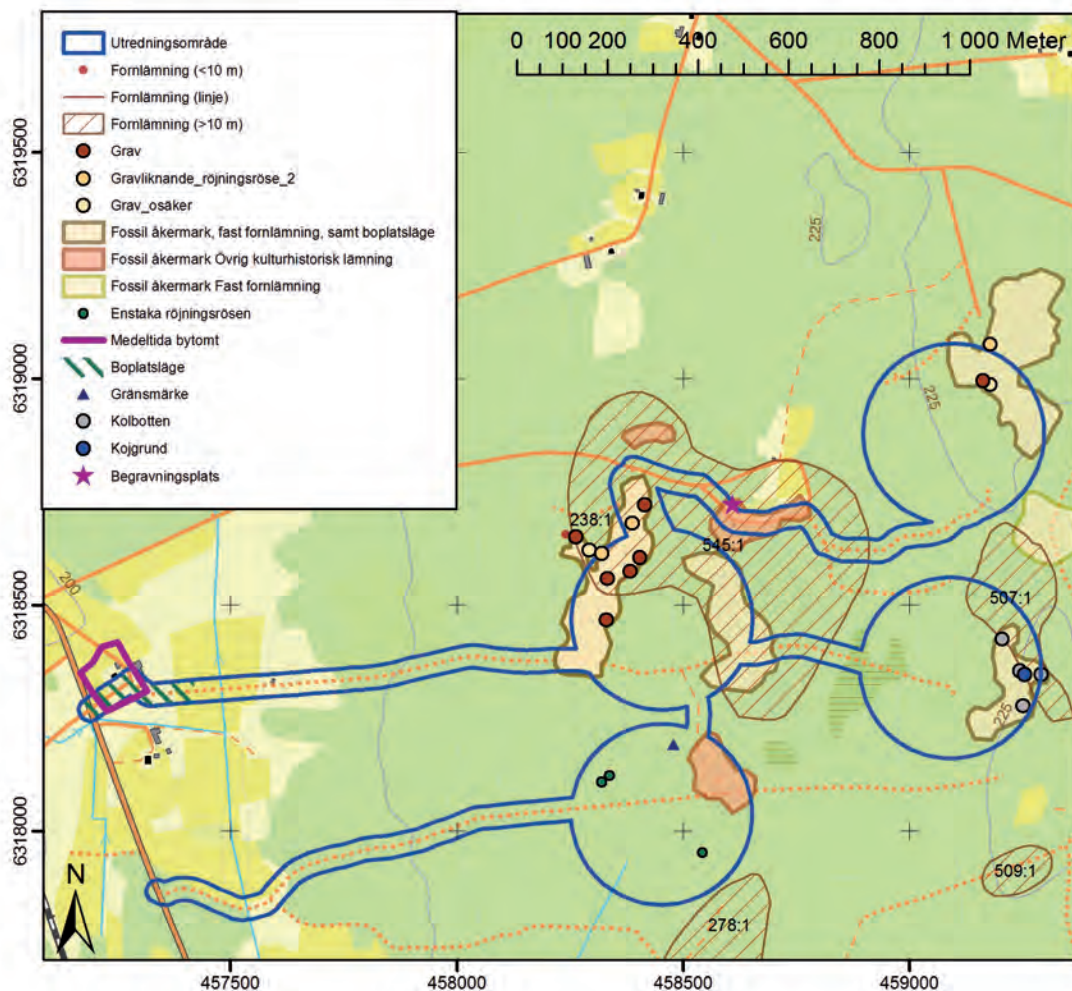 Utredningsområde
Fornlämning (<10 m)
Fornlämning (linje)
Fornlämning (>10 m)
Grav
Gravliknande_röjningsröse_2
Grav_osäker
Fossil åkermark, fast fornlämning, samt boplatsläge
Fossil åkermark Övrig kulturhistorisk lämning
Fossil åkermark Fast fornlämning
Enstaka röjningsrösen
Medeltida bytomt
Boplatsläge
Gränsmärke
Kolbotten
Kojgrund
Begravningsplats
0 100 200 400 600 800 1 000 Meter
6319500
6319000
6318500
6318000
225
225
238:1
545:1
200
507:1
225
509:1
278:1
N
457500 458000 458500 459000